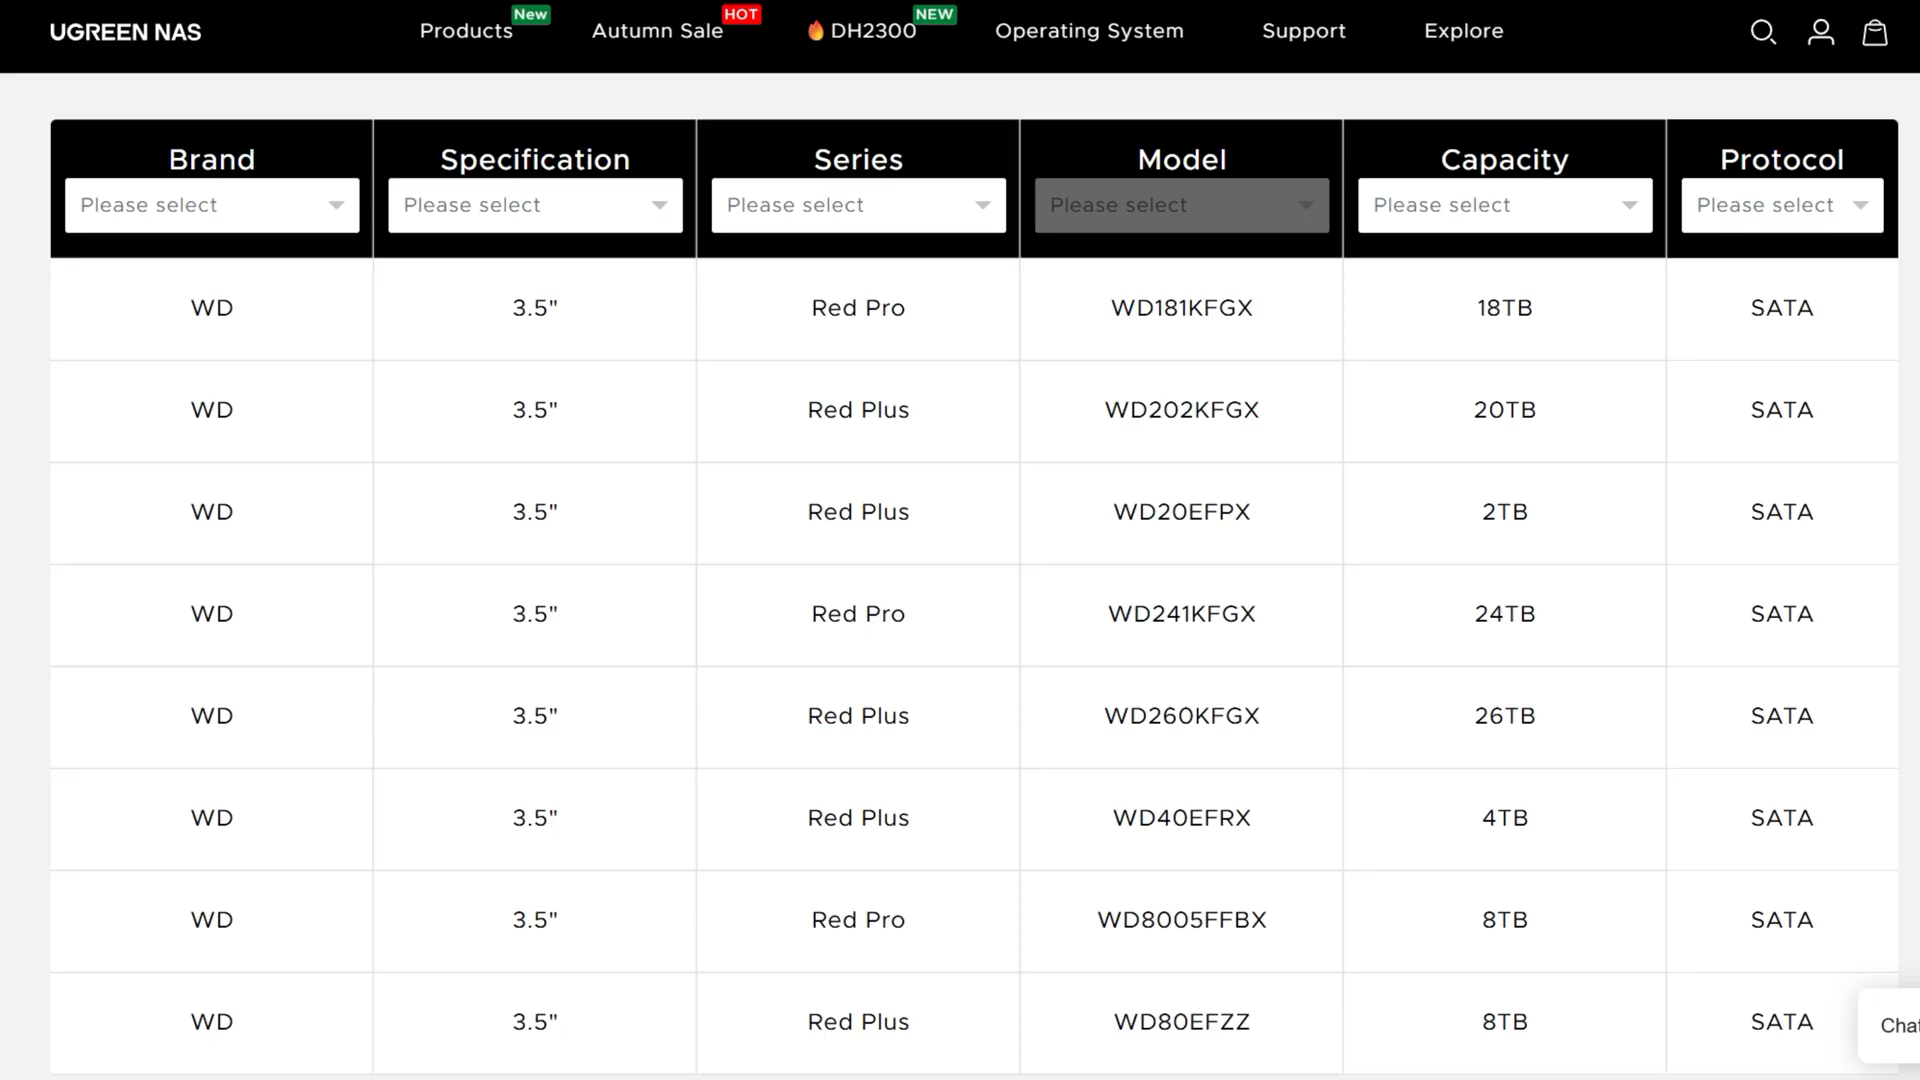 UGREEN NAS Products New Autumn Sale HOT DH2300 NEW Operating System Support Explore
Brand Specification Series Model Capacity Protocol
Please select Please select Please select Please select Please select Please select
WD 3.5" Red Pro WD181KFGX 18TB SATA
WD 3.5" Red Plus WD202KFGX 20TB SATA
WD 3.5" Red Plus WD20EFPX 2TB SATA
WD 3.5" Red Pro WD241KFGX 24TB SATA
WD 3.5" Red Plus WD260KFGX 26TB SATA
WD 3.5" Red Plus WD40EFRX 4TB SATA
WD 3.5" Red Pro WD8005FFBX 8TB SATA
WD 3.5" Red Plus WD80EFZZ 8TB SATA
Chat